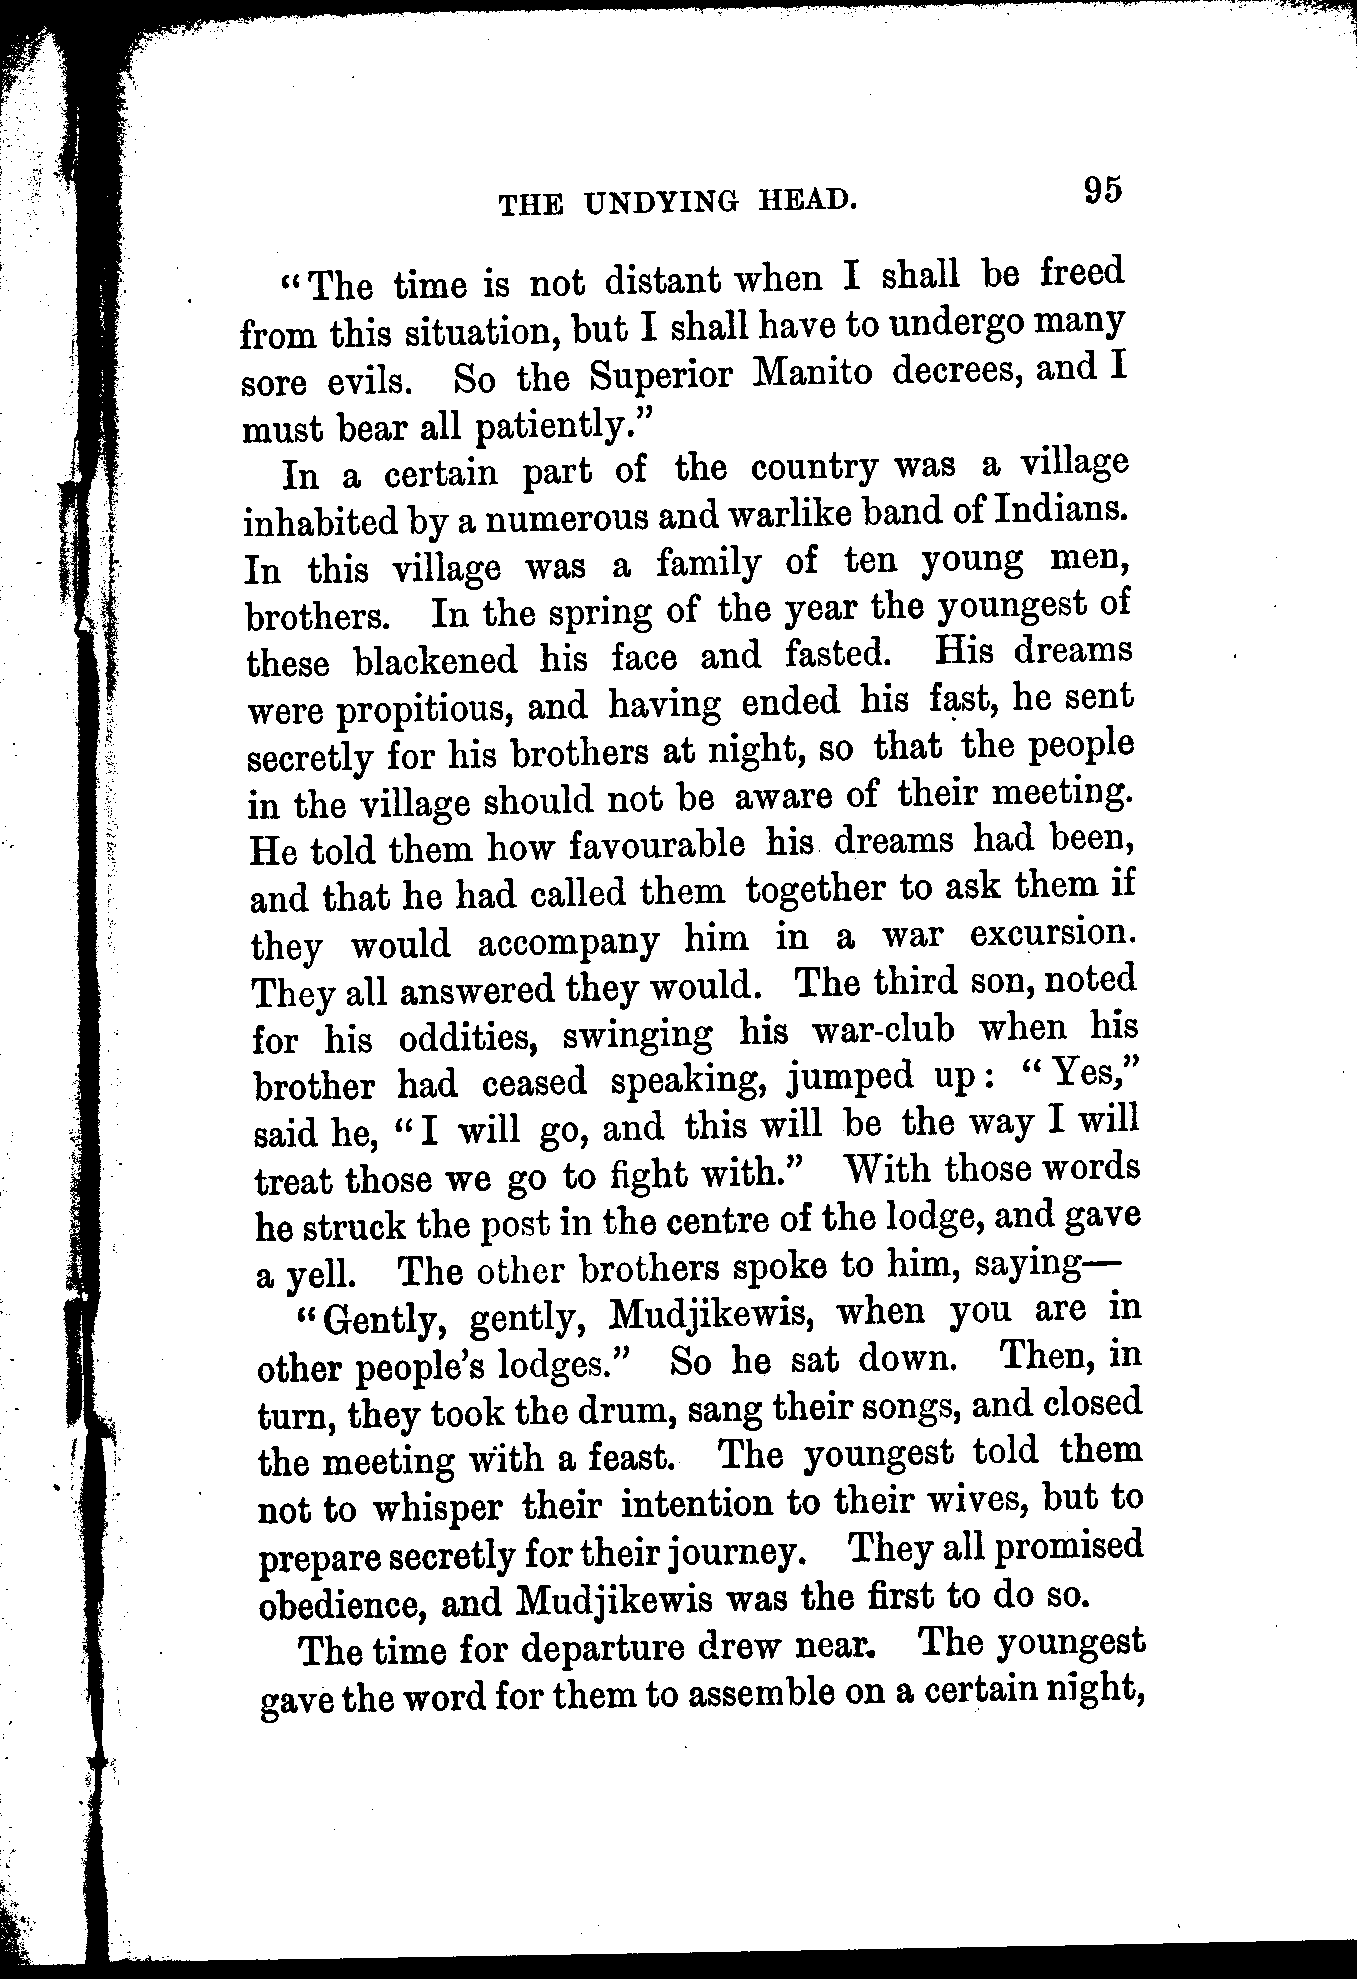 THE UNDYING HEAD. 95
"The time is not distant when I shall be freed
from this situation, but I shall have to undergo many
sore evils. So the Superior Manito decrees, and I
must bear all patiently."
In a certain part of the country was a village
inhabited by a numerous and warlike band of Indians.
In this village was a family of ten young men,
brothers. In the spring of the year the youngest of
these blackened his face and fasted. His dreams
were propitious, and having ended his fast, he sent
secretly for his brothers at night, so that the people
in the village should not be aware of their meeting.
He told them how favourable his dreams had been,
and that he had called them together to ask them if
they would accompany him in a war excursion.
They all answered they would. The third son, noted
for his oddities, swinging his war-club when his
brother had ceased speaking, jumped up: "Yes,"
said he, "I will go, and this will be the way I will
treat those we go to fight with." With those words
he struck the post in the centre of the lodge, and gave
a yell. The other brothers spoke to him, saying—
"Gently, gently, Mudjikewis, when you are in
other people's lodges." So he sat down. Then, in
turn, they took the drum, sang their songs, and closed
the meeting with a feast. The youngest told them
not to whisper their intention to their wives, but to
prepare secretly for their journey. They all promised
obedience, and Mudjikewis was the first to do so.
The time for departure drew near. The youngest
gave the word for them to assemble on a certain night,